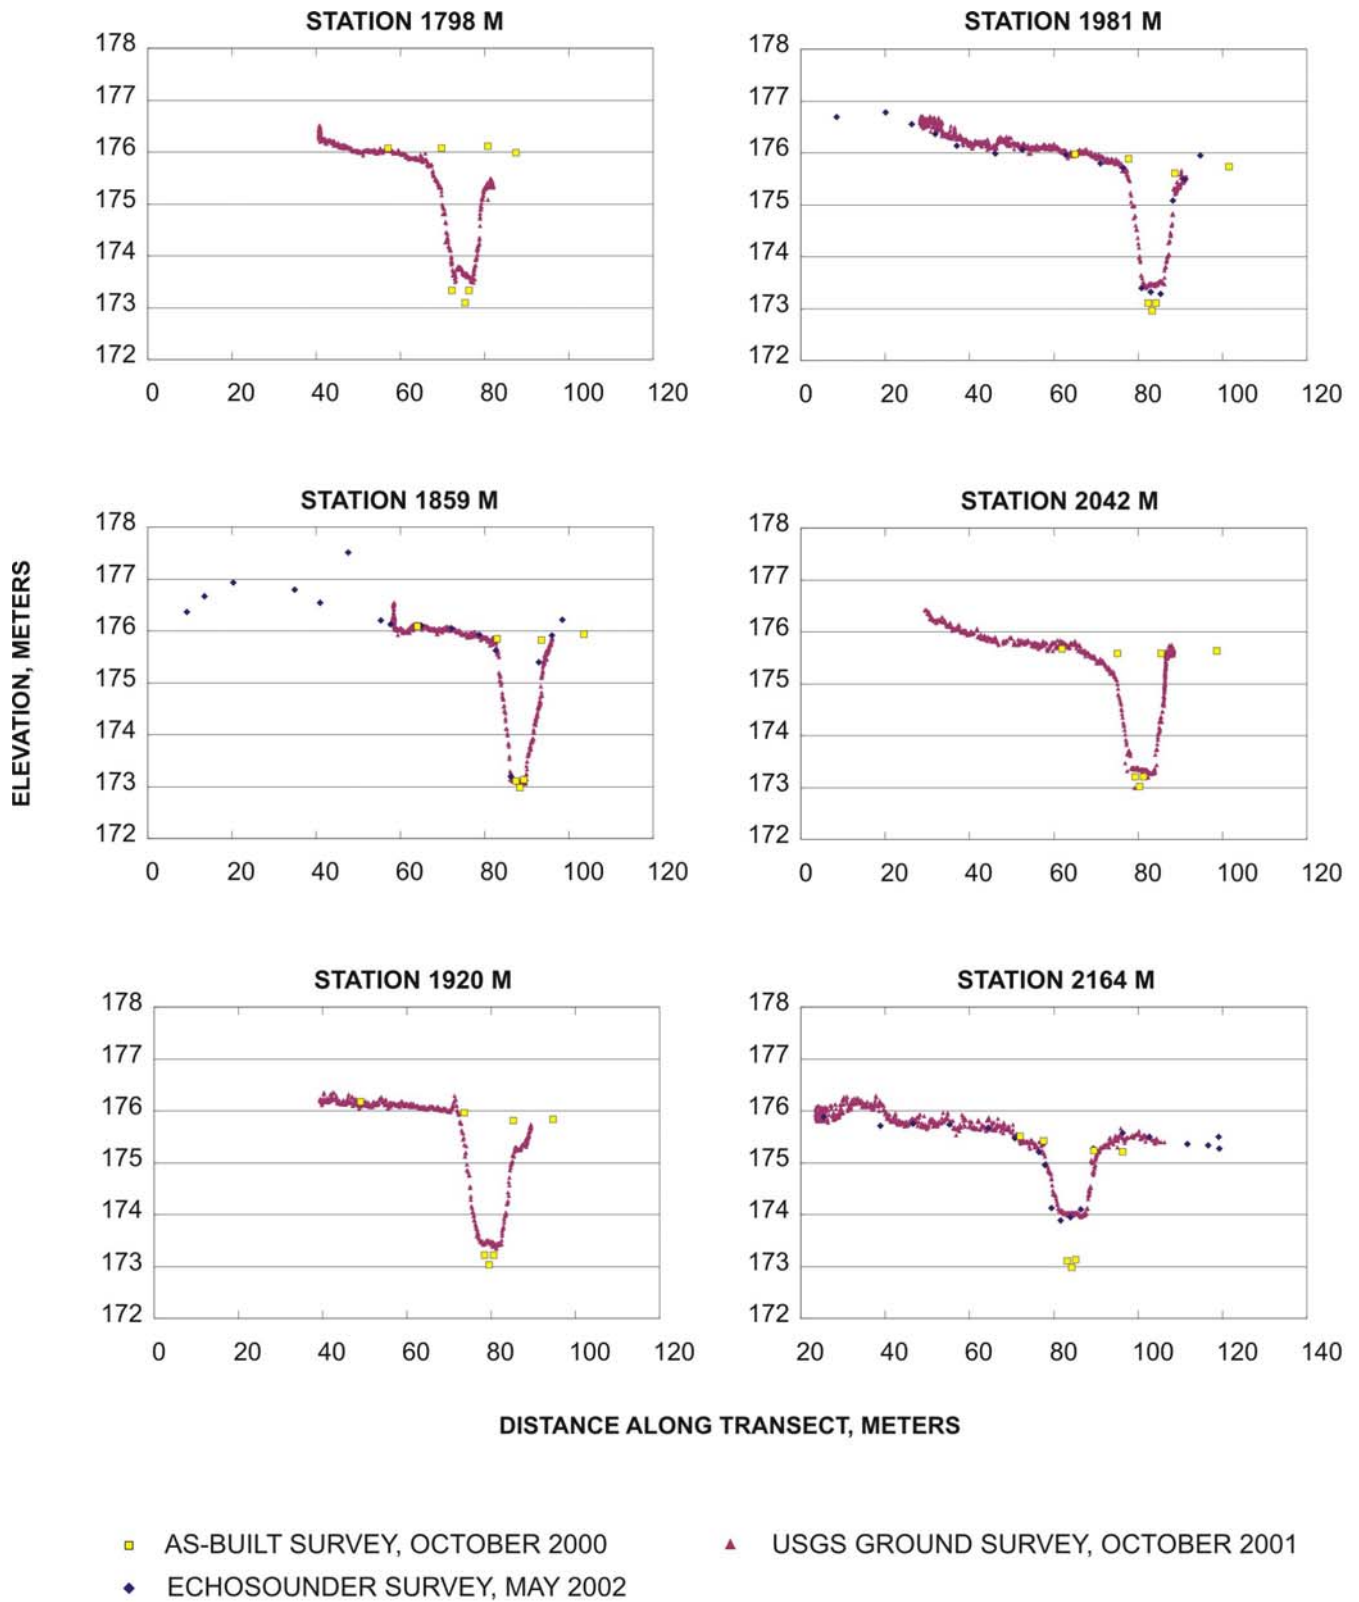 STATION 1798 M
178
177
176
175
174
173
172
0 20 40 60 80 100 120
STATION 1981 M
178
177
176
175
174
173
172
0 20 40 60 80 100 120
STATION 1859 M
178
177
176
175
174
173
172
0 20 40 60 80 100 120
STATION 2042 M
178
177
176
175
174
173
172
0 20 40 60 80 100 120
ELEVATION, METERS
STATION 1920 M
178
177
176
175
174
173
172
0 20 40 60 80 100 120
STATION 2164 M
178
177
176
175
174
173
172
20 40 60 80 100 120 140
DISTANCE ALONG TRANSECT, METERS
AS-BUILT SURVEY, OCTOBER 2000
USGS GROUND SURVEY, OCTOBER 2001
ECHOSOUNDER SURVEY, MAY 2002